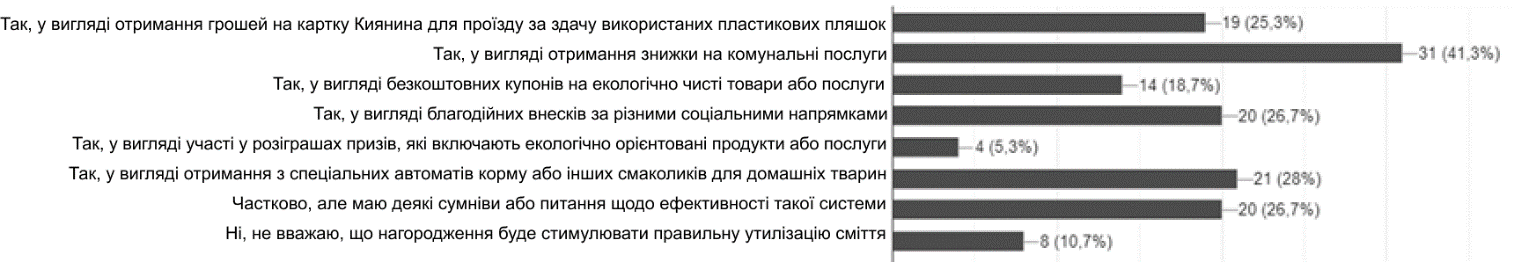 Так, у вигляді отримання грошей на картку Киянина для проїзду за здачу використаних пластикових пляшок 19 (25,3%)
Так, у вигляді отримання знижки на комунальні послуги 31 (41,3%)
Так, у вигляді безкоштовних купонів на екологічно чисті товари або послуги 14 (18,7%)
Так, у вигляді благодійних внесків за різними соціальними напрямками 20 (26,7%)
Так, у вигляді участі у розіграшах призів, які включають екологічно орієнтовані продукти або послуги 4 (5,3%)
Так, у вигляді отримання з спеціальних автоматів корму або інших смаколиків для домашніх тварин 21 (28%)
Частково, але маю деякі сумніви або питання щодо ефективності такої системи 20 (26,7%)
Ні, не вважаю, що нагородження буде стимулювати правильну утилізацію сміття 8 (10,7%)